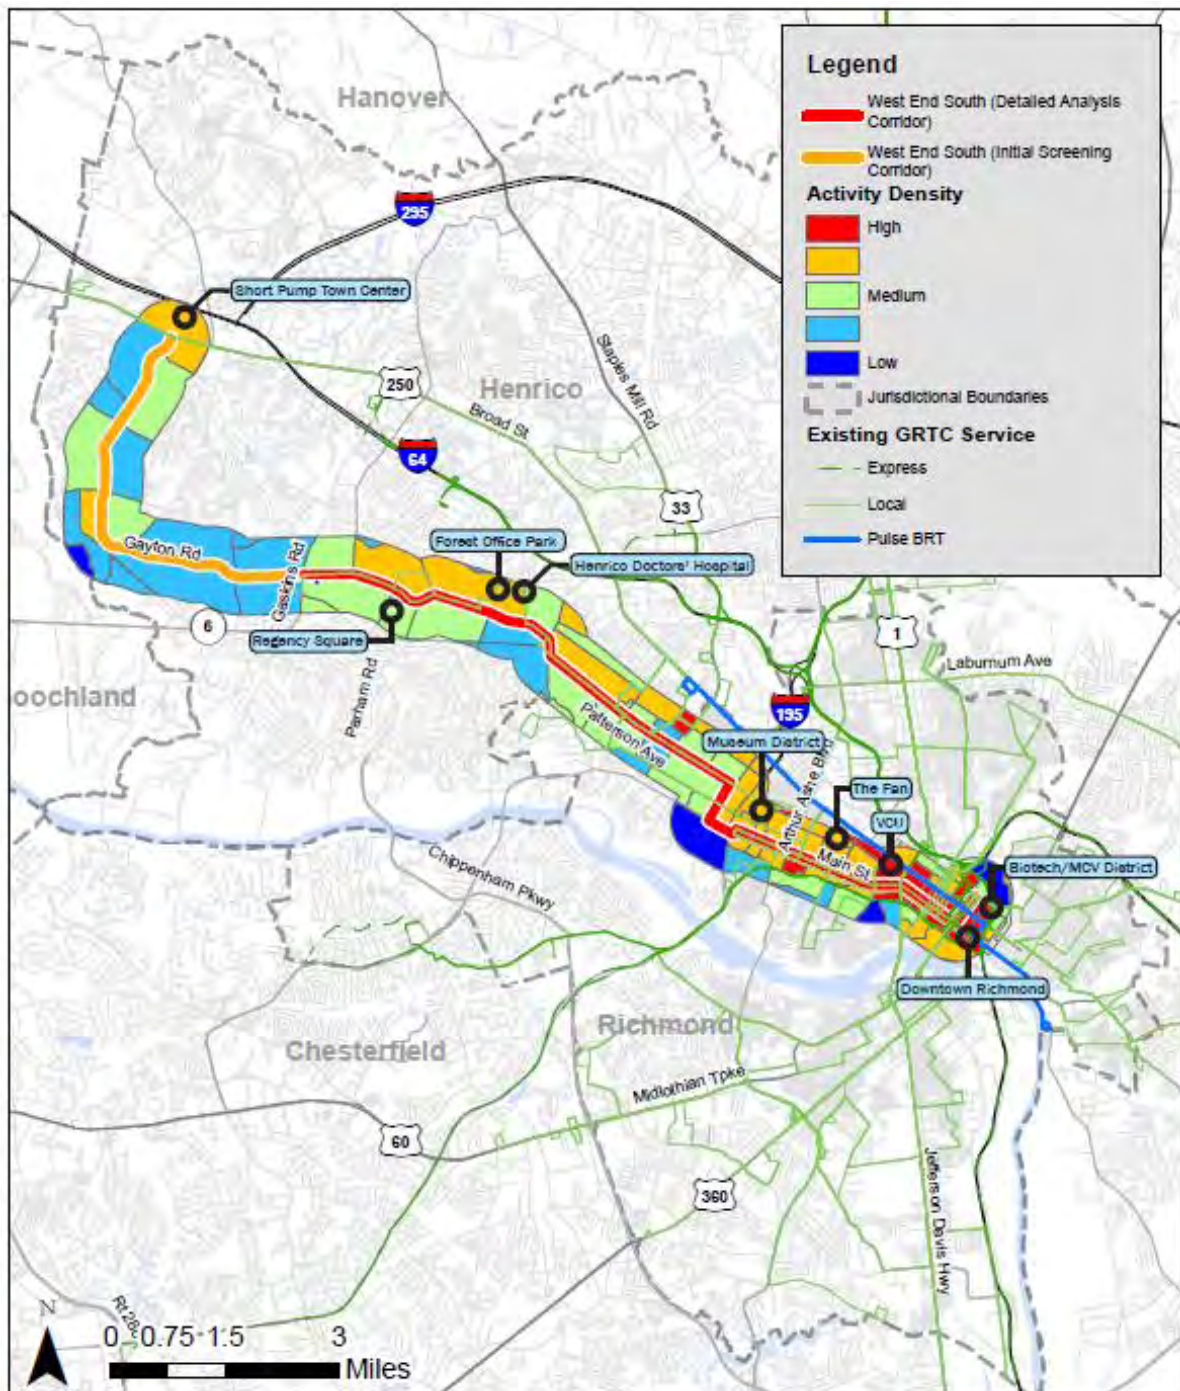 Legend
West End South (Detailed Analysis
Corridor)
West End South (Initial Screening
Corridor)
Activity Density
High
Medium
Low
Jurisdictional Boundaries
Existing GRTC Service
Express
Local
Pulse BRT
Hanover
295
Short Pump Town Center
250
Henrico
Staples Mill Rd
Broad St
64
33
Forest Office Park
Gayton Rd
Henrico Doctors' Hospital
Gaskins Rd
6
Regency Square
1
Laburnum Ave
oochland
Parham Rd
195
Patterson Ave
Museum District
Arthur Ashe Blvd
The Fan
VCU
Main St
Biotech/MCV District
Chippenham Pkwy
Downtown Richmond
Richmond
Chesterfield
Midlothian Tpke
60
360
Jefferson Davis Hwy
Rt 288
N
0 0.75 1.5 3
Miles